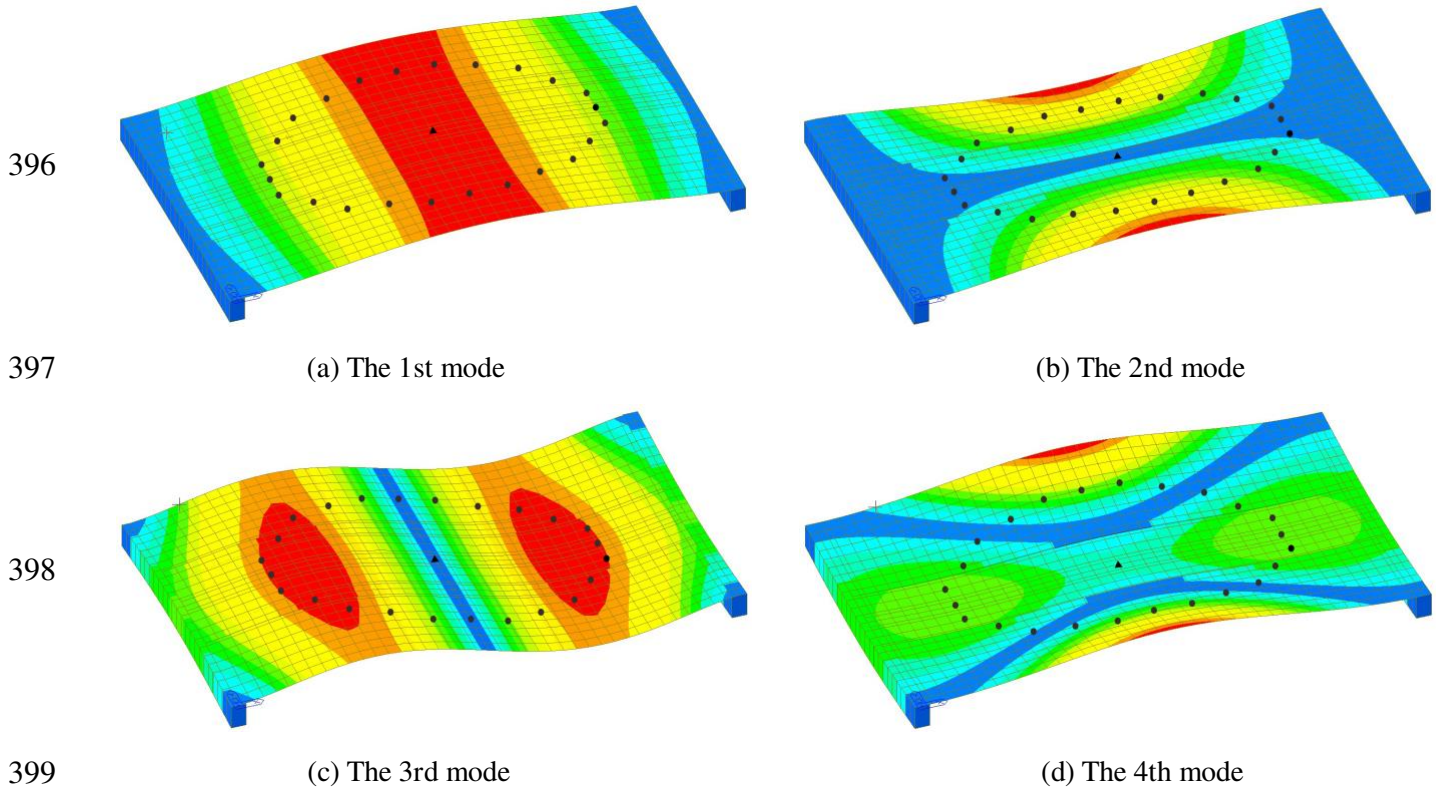 396
397 (a) The 1st mode (b) The 2nd mode
398
399 (c) The 3rd mode (d) The 4th mode